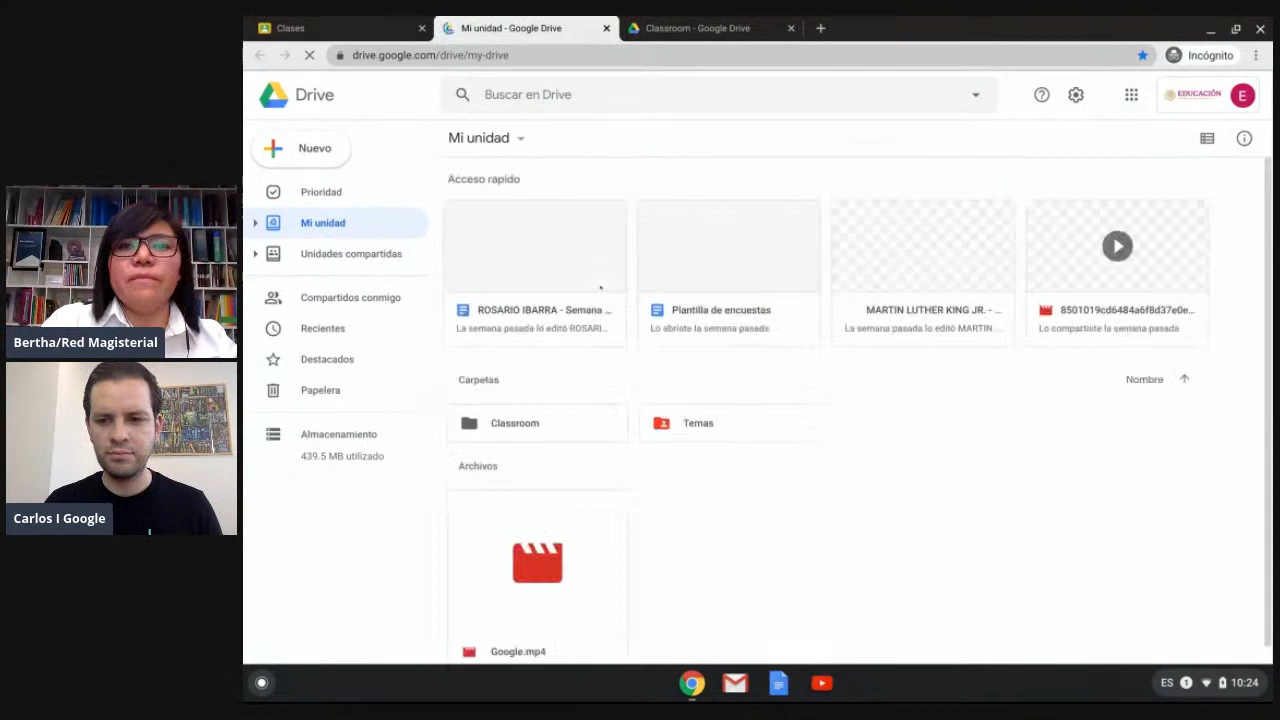 Clases
Mi unidad - Google Drive
Classroom - Google Drive
drive.google.com/drive/my-drive
Incógnito
Drive
Buscar en Drive
EDUCACIÓN
E
Nuevo
Mi unidad
Prioridad
Acceso rapido
Mi unidad
Unidades compartidas
Compartidos conmigo
ROSARIO IBARRA - Semana ...
Plantilla de encuestas
MARTIN LUTHER KING JR. - ...
8501019cd6484a6f8d37e0e...
La semana pasada lo editó ROSARI...
Lo abriste la semana pasada
La semana pasada lo editó MARTIN...
Lo compartiste la semana pasada
Recientes
Destacados
Papelera
Carpetas
Nombre
Almacenamiento
439.5 MB utilizado
Classroom
Temas
Archivos
Google.mp4
Bertha/Red Magisterial
Carlos I Google
ES
1
10:24